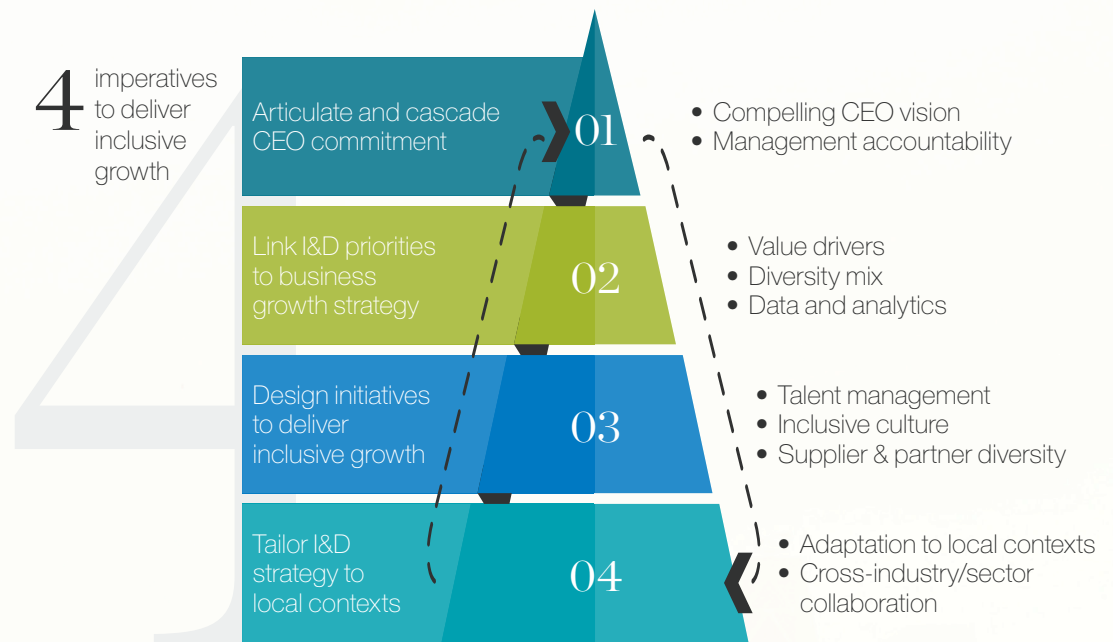 4
imperatives
to deliver
inclusive
growth
Articulate and cascade
CEO commitment
01
• Compelling CEO vision
• Management accountability
Link I&D priorities
to business
growth strategy
02
• Value drivers
• Diversity mix
• Data and analytics
Design initiatives
to deliver
inclusive growth
03
• Talent management
• Inclusive culture
• Supplier & partner diversity
Tailor I&D
strategy to
local contexts
04
• Adaptation to local contexts
• Cross-industry/sector
collaboration
4